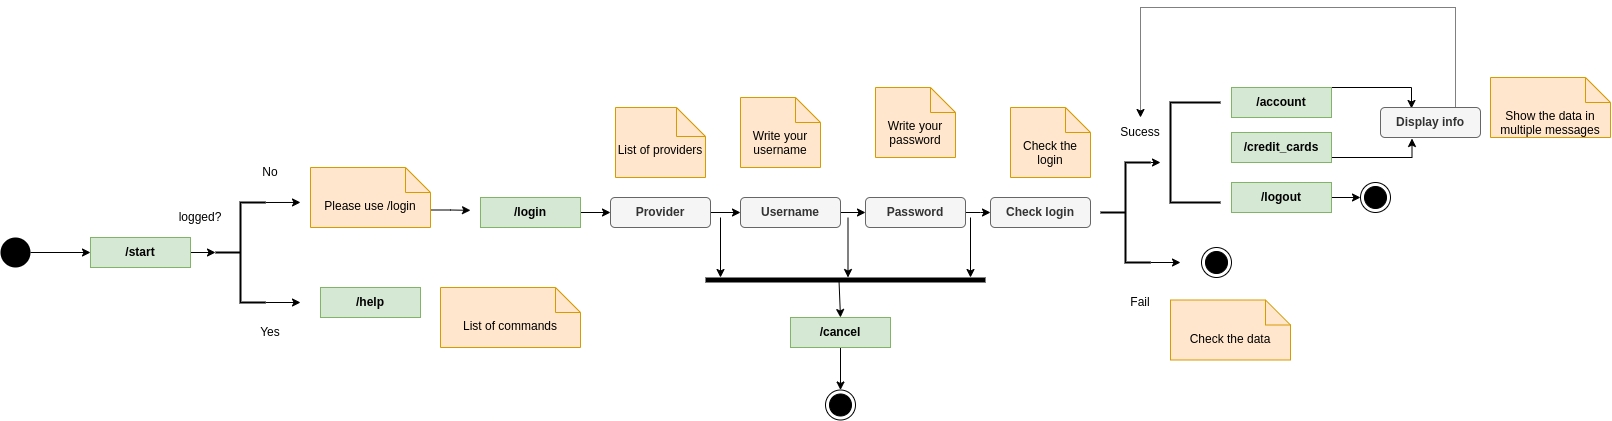 logged?
/start
No
Please use /login
Yes
/help
List of commands
/login
List of providers
Provider
Write your
username
Username
Write your
password
Password
Check the
login
Check login
/cancel
Sucess
/account
/credit_cards
/logout
Display info
Show the data in
multiple messages
Fail
Check the data